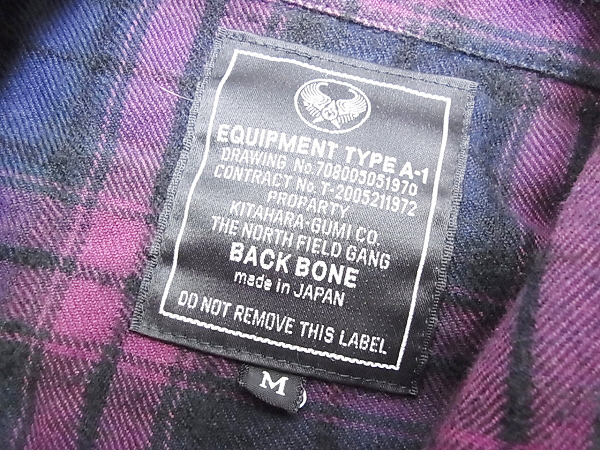 EQUIPMENT TYPE A-1
DRAWING No.708003051970
CONTRACT No.T-2005211972
PROPARTY
KITAHARA-GUMI CO.
THE NORTH FIELD GANG
BACK BONE
made in JAPAN
DO NOT REMOVE THIS LABEL
M